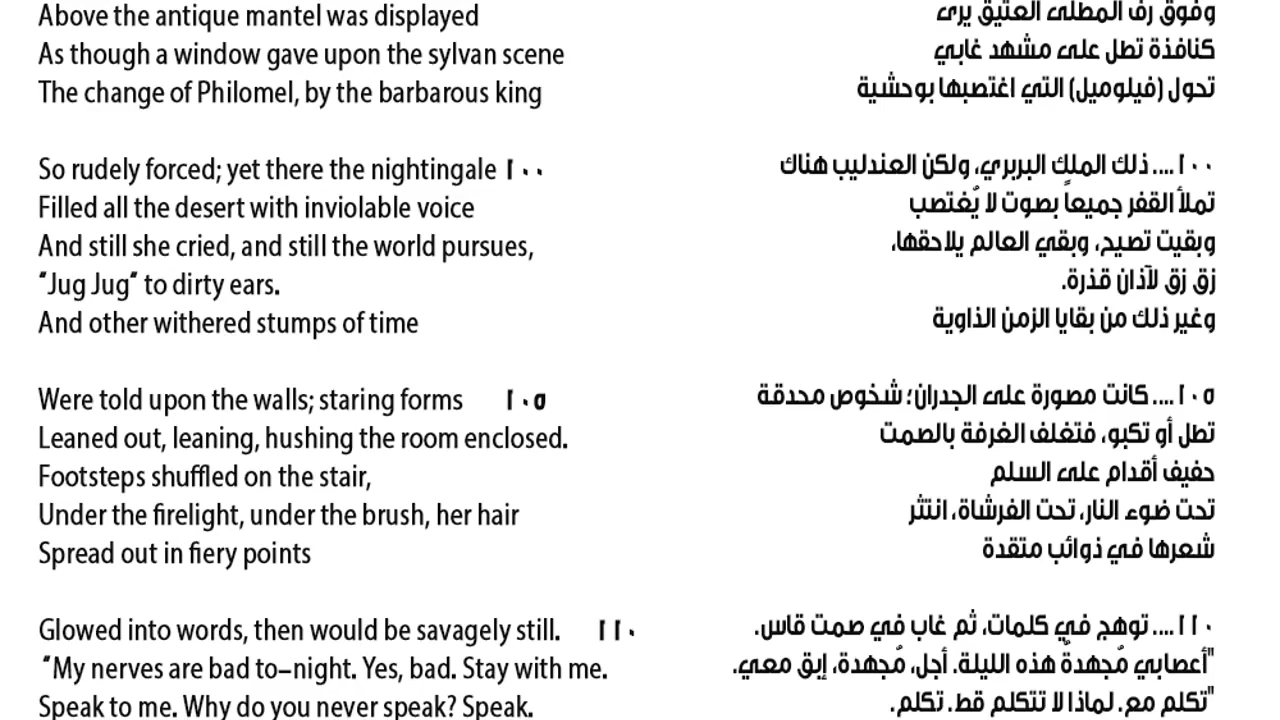 Above the antique mantel was displayed
As though a window gave upon the sylvan scene
The change of Philomel, by the barbarous king
So rudely forced; yet there the nightingale ١٠٠
Filled all the desert with inviolable voice
And still she cried, and still the world pursues,
"Jug Jug" to dirty ears.
And other withered stumps of time
Were told upon the walls; staring forms ١٠٥
Leaned out, leaning, hushing the room enclosed.
Footsteps shuffled on the stair,
Under the firelight, under the brush, her hair
Spread out in fiery points
Glowed into words, then would be savagely still. ١١٠
"My nerves are bad to–night. Yes, bad. Stay with me.
Speak to me. Why do you never speak? Speak.
وفوق رف المطلى العتيق يرى
كنافذة تطل على مشهد غابي
تحول (فيلوميل) التي اغتصبها بوحشية
١٠٠.... ذلك الملك البربري، ولكن العندليب هناك
تملأ القفر جميعاً بصوت لا يُغتصب
وبقيت تصيح، وبقي العالم يلاحقها،
زق زق لآذان قذرة.
وغير ذلك من بقايا الزمن الذاوية
١٠٥.... كانت مصورة على الجدران؛ شخوص محدقة
تطل أو تكبو، فتغلف الغرفة بالصمت
حفيف أقدام على السلم
تحت ضوء النار، تحت الفرشاة، انتثر
شعرها في ذوائب متقدة
١١٠.... توهج في كلمات، ثم غاب في صمت قاس.
"أعصابي مُجهدةٌ هذه الليلة. أجل، مُجهدة، إبق معي.
"تكلم مع. لماذا لا تتكلم قط. تكلم.